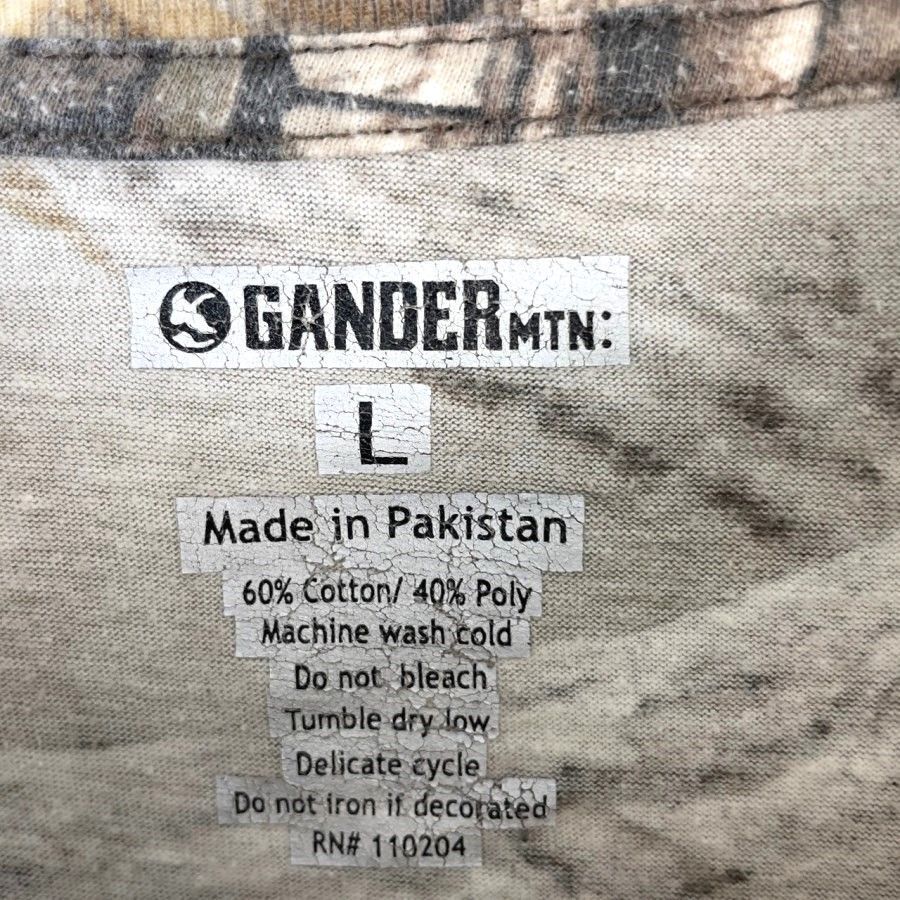 GANDER MTN:
L
Made in Pakistan
60% Cotton/ 40% Poly
Machine wash cold
Do not bleach
Tumble dry low
Delicate cycle
Do not iron if decorated
RN# 110204